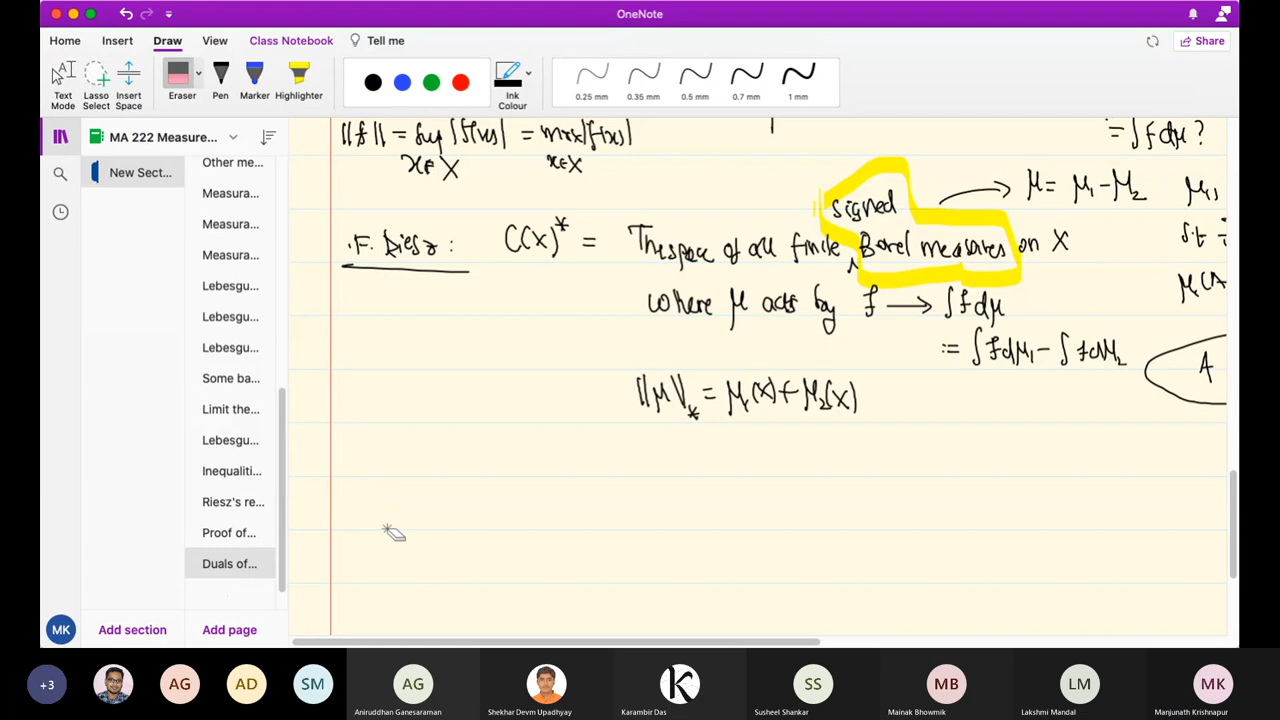 OneNote
Home Insert Draw View Class Notebook Tell me Share
Text Mode
Lasso Select
Insert Space
Eraser
Pen
Marker
Highlighter
Ink Colour
0.25 mm 0.35 mm 0.5 mm 0.7 mm 1 mm
MA 222 Measure...
New Sect...
Other me...
Measura...
Measura...
Measura...
Lebesgu...
Lebesgu...
Lebesgu...
Some ba...
Limit the...
Lebesgu...
Inequaliti...
Riesz's re...
Proof of...
Duals of...
MK
Add section
Add page
||f|| = sup |f(x)| = max |f(x)|
x∈X x∈X
= ∫ f dμ ?
signed → μ = μ₁ - μ₂ μ₁,
.F. Riesz : C(X)* = The space of all finite Borel measures on X
s.t
where μ acts by f → ∫ f dμ
:= ∫ f dμ₁ - ∫ f dμ₂
A
||μ||* = μ₁(X) + μ₂(X)
+3 AG AD SM AG K SS MB LM MK
Aniruddhan Ganesaraman Shekhar Devm Upadhyay Karambir Das Susheel Shankar Mainak Bhowmik Lakshmi Mandal Manjunath Krishnapur